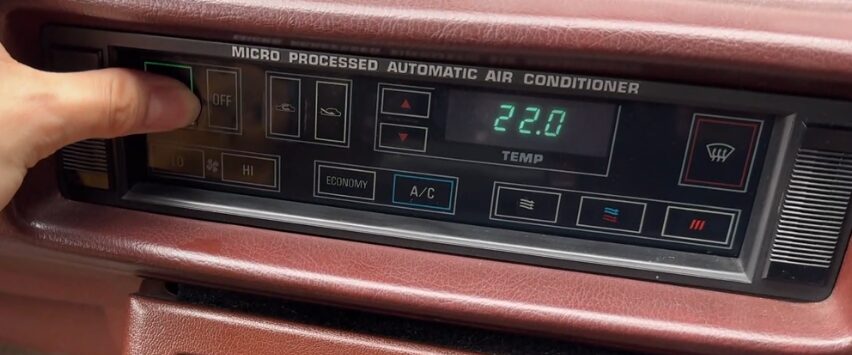 MICRO PROCESSED AUTOMATIC AIR CONDITIONER
OFF
22.0
TEMP
LO
HI
ECONOMY
A/C